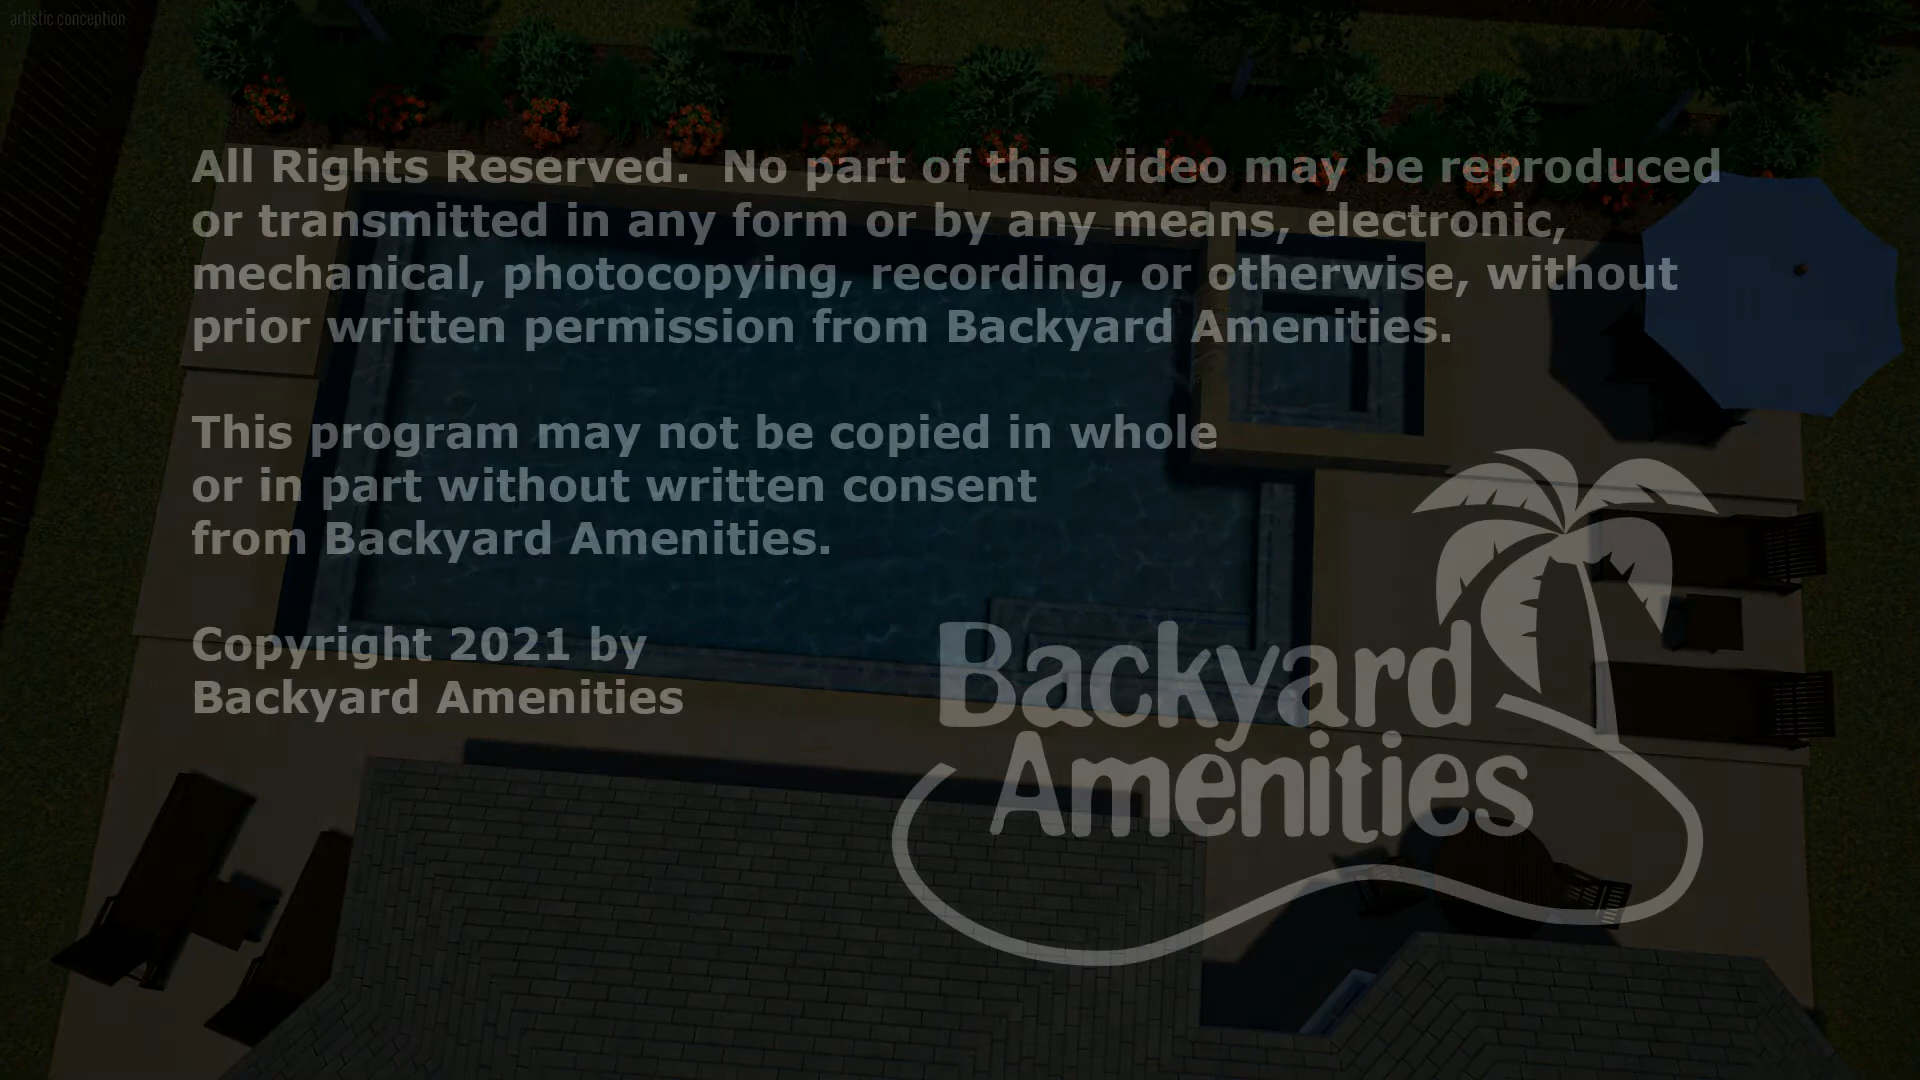 artistic conception
All Rights Reserved.  No part of this video may be reproduced
or transmitted in any form or by any means, electronic,
mechanical, photocopying, recording, or otherwise, without
prior written permission from Backyard Amenities.
This program may not be copied in whole
or in part without written consent
from Backyard Amenities.
Copyright 2021 by
Backyard Amenities
Backyard
Amenities